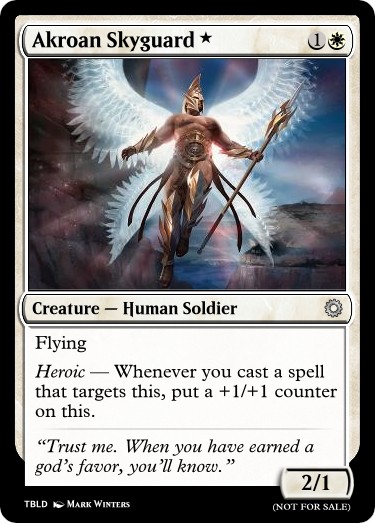 Akroan Skyguard ★ 1
Creature — Human Soldier
Flying
Heroic — Whenever you cast a spell
that targets this, put a +1/+1 counter
on this.
“Trust me. When you have earned a
god’s favor, you’ll know.”
2/1
TBLD Mark Winters
(NOT FOR SALE)